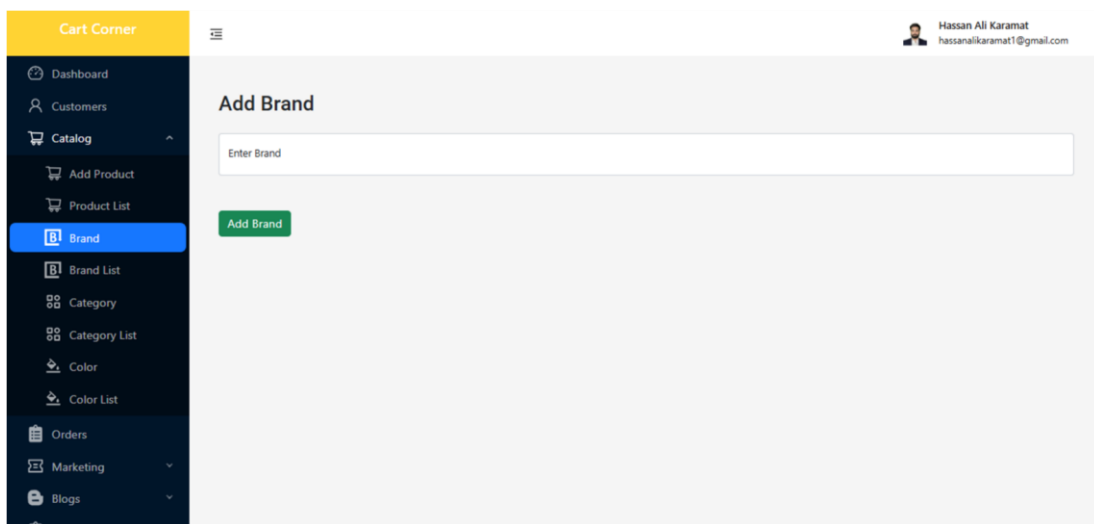 Cart Corner
Hassan Ali Karamat
hassanalikaramat1@gmail.com
Dashboard
Customers
Catalog
Add Product
Product List
Brand
Brand List
Category
Category List
Color
Color List
Orders
Marketing
Blogs
Add Brand
Enter Brand
Add Brand